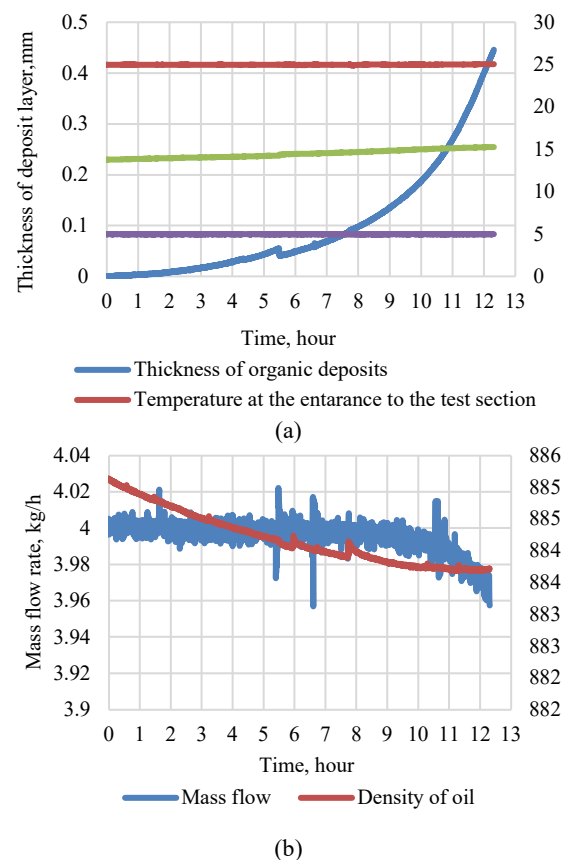 0.5
0.4
0.3
0.2
0.1
0
30
25
20
15
10
5
0
Thickness of deposit layer,mm
0 1 2 3 4 5 6 7 8 9 10 11 12 13
Time, hour
Thickness of organic deposits
Temperature at the entarance to the test section
(a)
4.04
4.02
4
3.98
3.96
3.94
3.92
3.9
886
885
885
884
884
883
883
882
882
Mass flow rate, kg/h
0 1 2 3 4 5 6 7 8 9 10 11 12 13
Time, hour
Mass flow
Density of oil
(b)